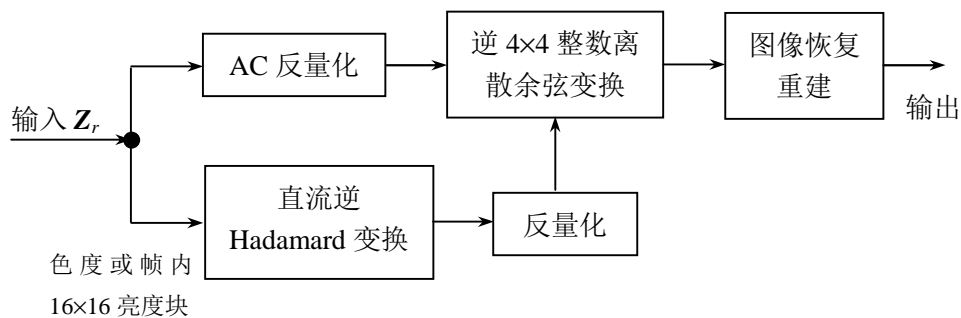 AC 反量化
逆 4×4 整数离
散余弦变换
图像恢复
重建
输入 Zr
输出
直流逆
Hadamard 变换
反量化
色度或帧内
16×16 亮度块